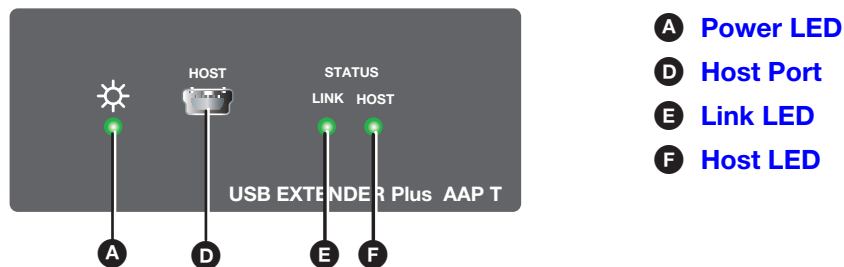 HOST
STATUS
LINK HOST
USB EXTENDER Plus AAP T
A D E F
A Power LED
D Host Port
E Link LED
F Host LED